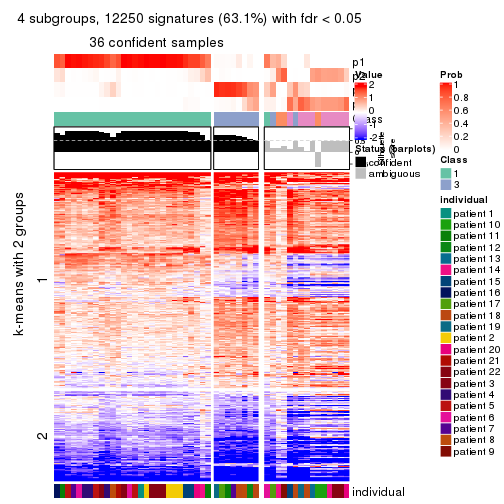 4 subgroups, 12250 signatures (63.1%) with fdr < 0.05
36 confident samples
p1
p2
Class
k-means with 2 groups
1
2
individual
Value
2
1
0
-1
-2
Status (barplots)
confident
ambiguous
Silhouette
score
Prob
1
0.8
0.6
0.4
0.2
0
Class
1
3
individual
patient 1
patient 10
patient 11
patient 12
patient 13
patient 14
patient 15
patient 16
patient 17
patient 18
patient 19
patient 2
patient 20
patient 21
patient 22
patient 3
patient 4
patient 5
patient 6
patient 7
patient 8
patient 9